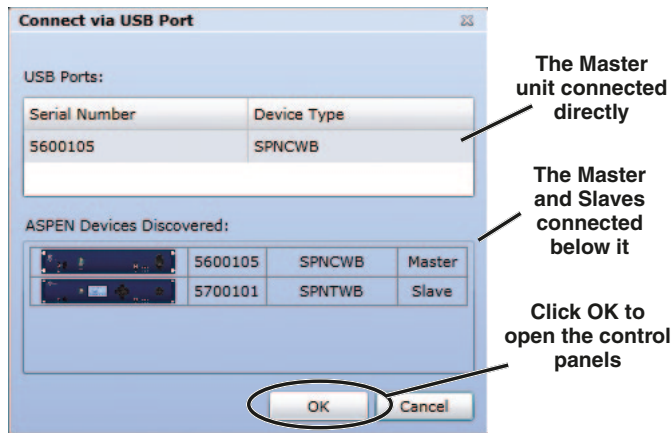 Connect via USB Port
USB Ports:
Serial Number Device Type
5600105 SPNCWB
ASPEN Devices Discovered:
5600105 SPNCWB Master
5700101 SPNTWB Slave
OK Cancel
The Master
unit connected
directly
The Master
and Slaves
connected
below it
Click OK to
open the control
panels